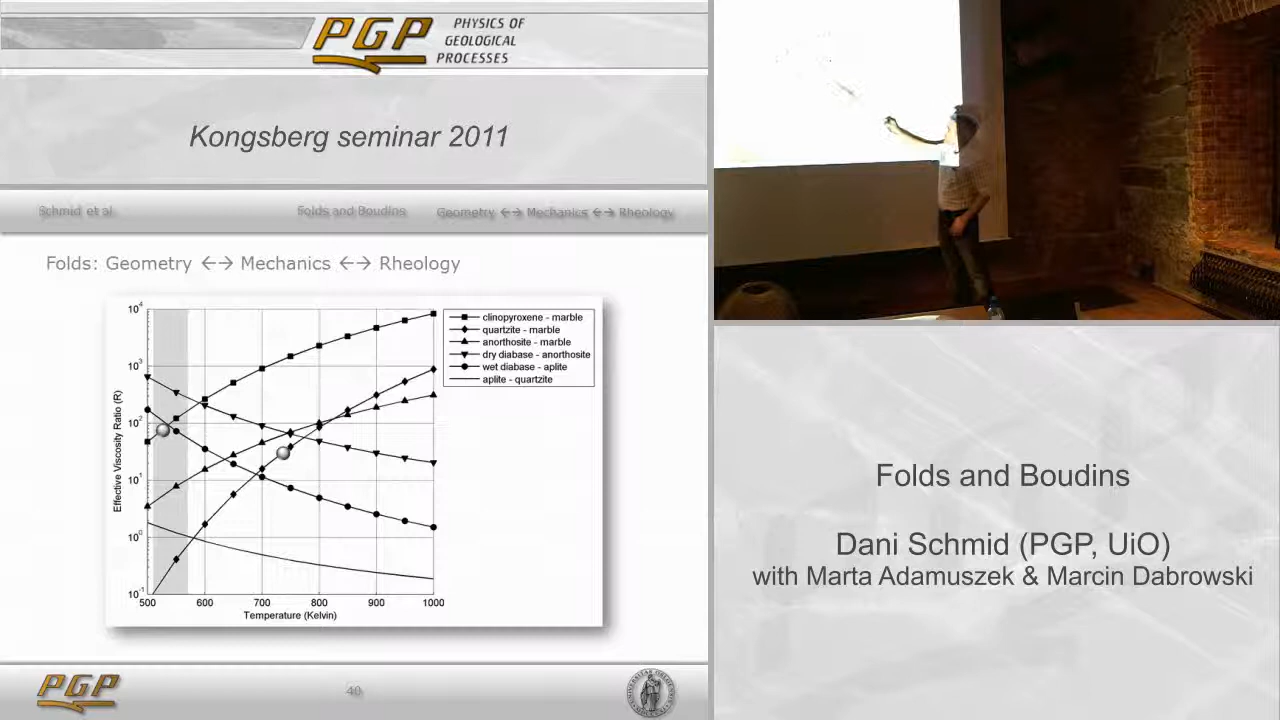 PGP
PHYSICS OF
GEOLOGICAL
PROCESSES
Kongsberg seminar 2011
Schmid et al
Folds and Boudins
Geometry ←→ Mechanics ←→ Rheology
Folds: Geometry ←→ Mechanics ←→ Rheology
10^4
10^3
10^2
10^1
10^0
10^-1
Effective Viscosity Ratio (R)
500 600 700 800 900 1000
Temperature (Kelvin)
clinopyroxene - marble
quartzite - marble
anorthosite - marble
dry diabase - anorthosite
wet diabase - aplite
aplite - quartzite
PGP
40
Folds and Boudins
Dani Schmid (PGP, UiO)
with Marta Adamuszek & Marcin Dabrowski